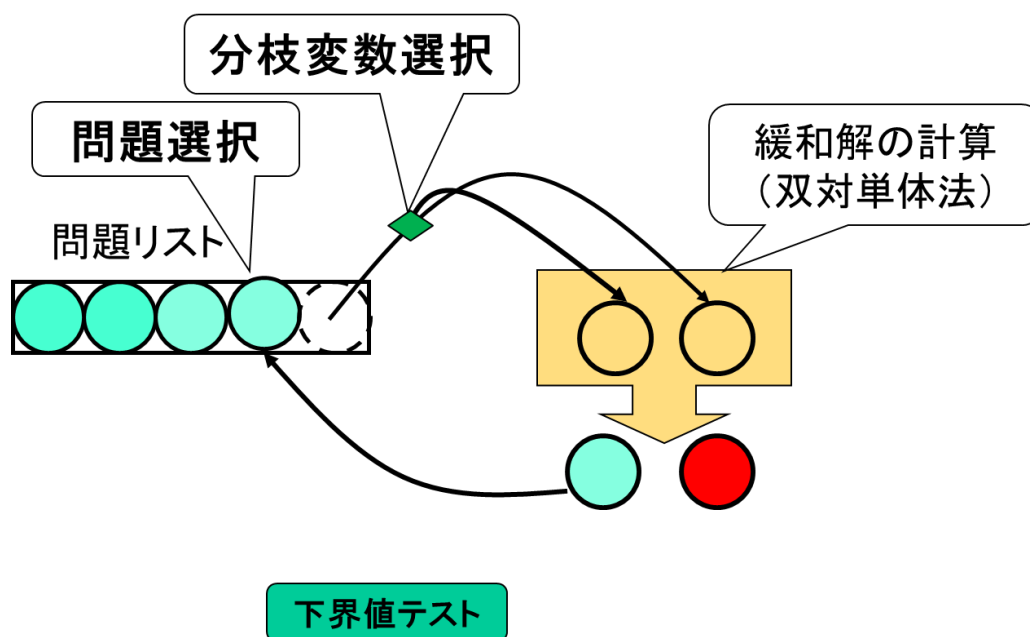 分枝変数選択
問題選択
緩和解の計算
（双対単体法）
問題リスト
下界値テスト